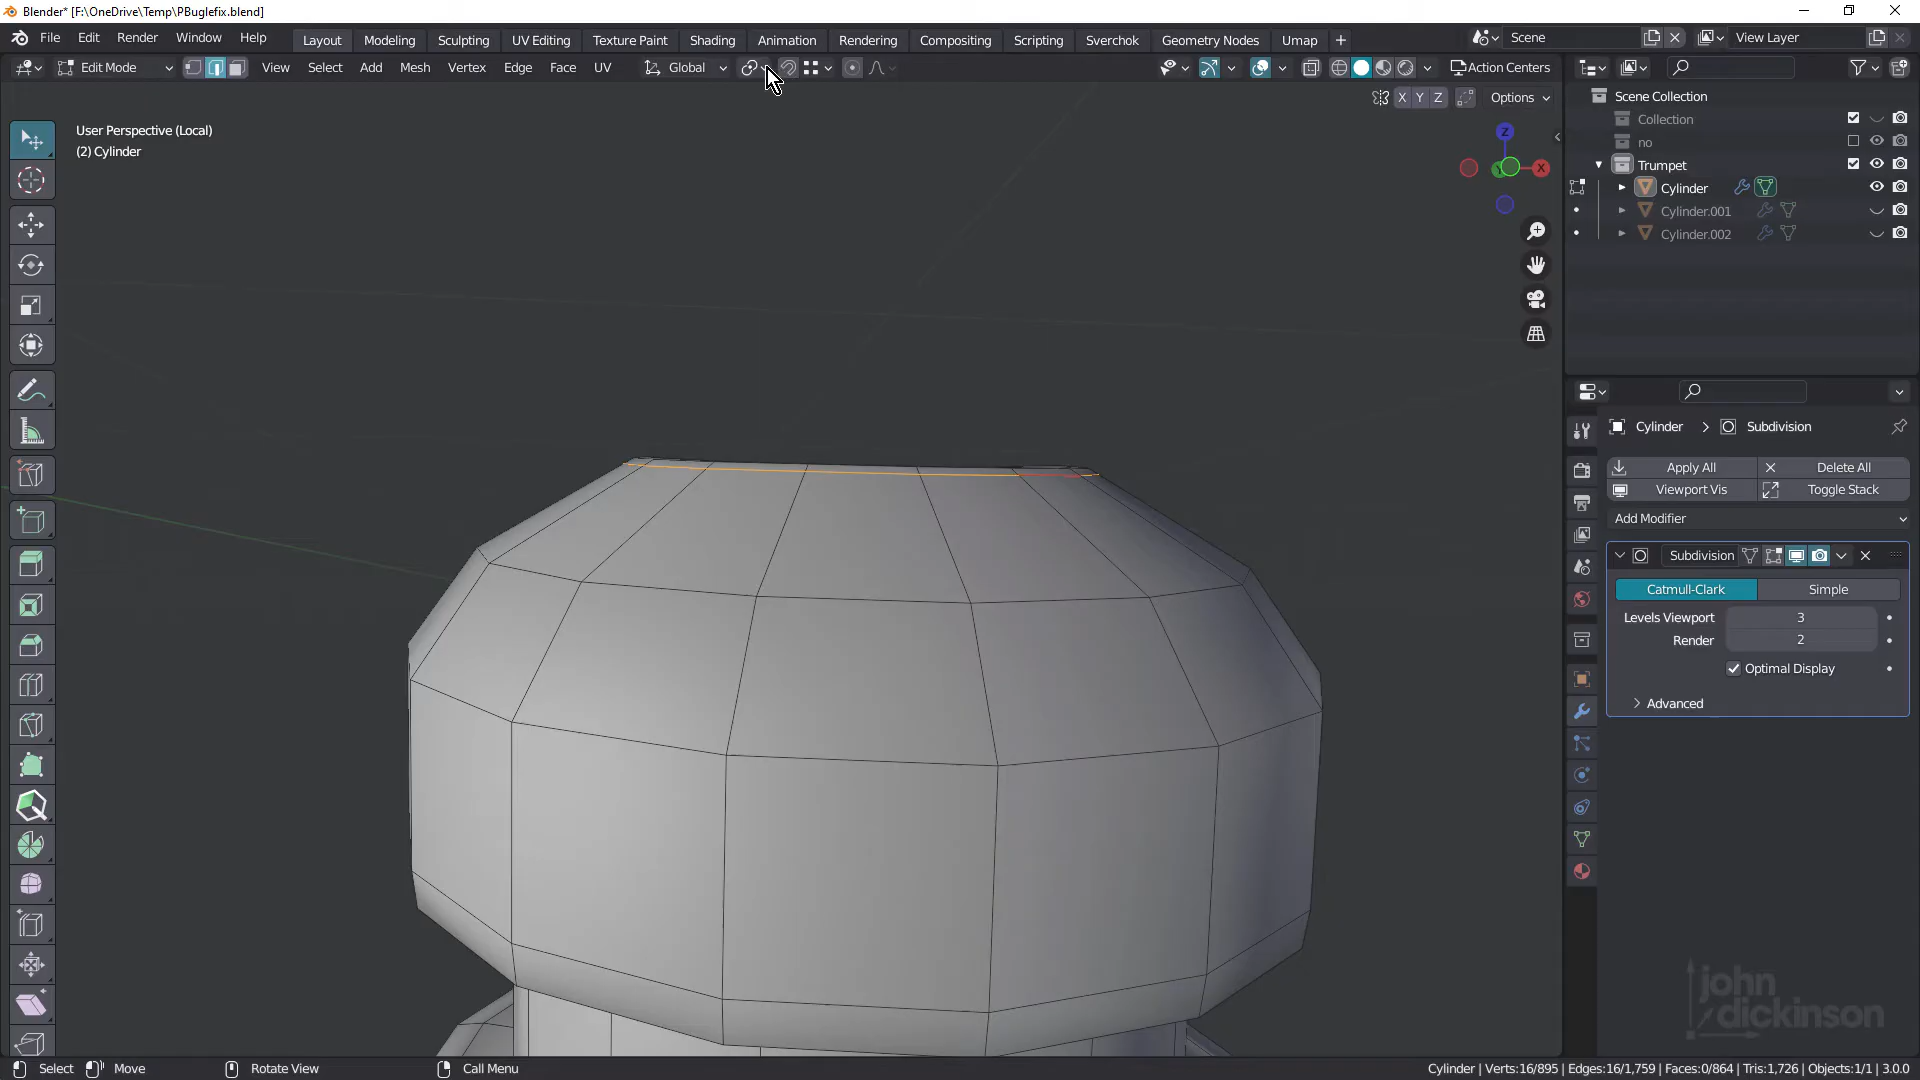 Blender* [F:\OneDrive\Temp\PBuglefix.blend]
File Edit Render Window Help Layout Modeling Sculpting UV Editing Texture Paint Shading Animation Rendering Compositing Scripting Sverchok Geometry Nodes Umap + Scene View Layer
Edit Mode View Select Add Mesh Vertex Edge Face UV Global Action Centers
X Y Z Options
User Perspective (Local)
(2) Cylinder
Z
X
Scene Collection
Collection
no
Trumpet
Cylinder
Cylinder.001
Cylinder.002
Cylinder > Subdivision
Apply All Delete All
Viewport Vis Toggle Stack
Add Modifier
Subdivision
Catmull-Clark Simple
Levels Viewport 3
Render 2
Optimal Display
Advanced
john
dickinson
Select Move Rotate View Call Menu Cylinder | Verts:16/895 | Edges:16/1,759 | Faces:0/864 | Tris:1,726 | Objects:1/1 | 3.0.0